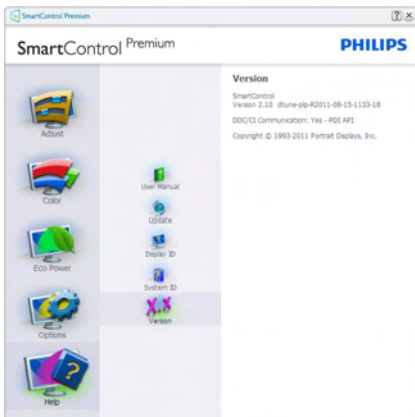 SmartControl Premium
SmartControl Premium
PHILIPS
Adjust
Color
Eco Power
Options
Help
User Manual
Update
Display ID
System ID
X.X
Version
Version
SmartControl
Version 2.10 dtune-plp-R2011-08-15-1133-18
DDC/CI Communication: Yes - PDI API
Copyright © 1993-2011 Portrait Displays, Inc.